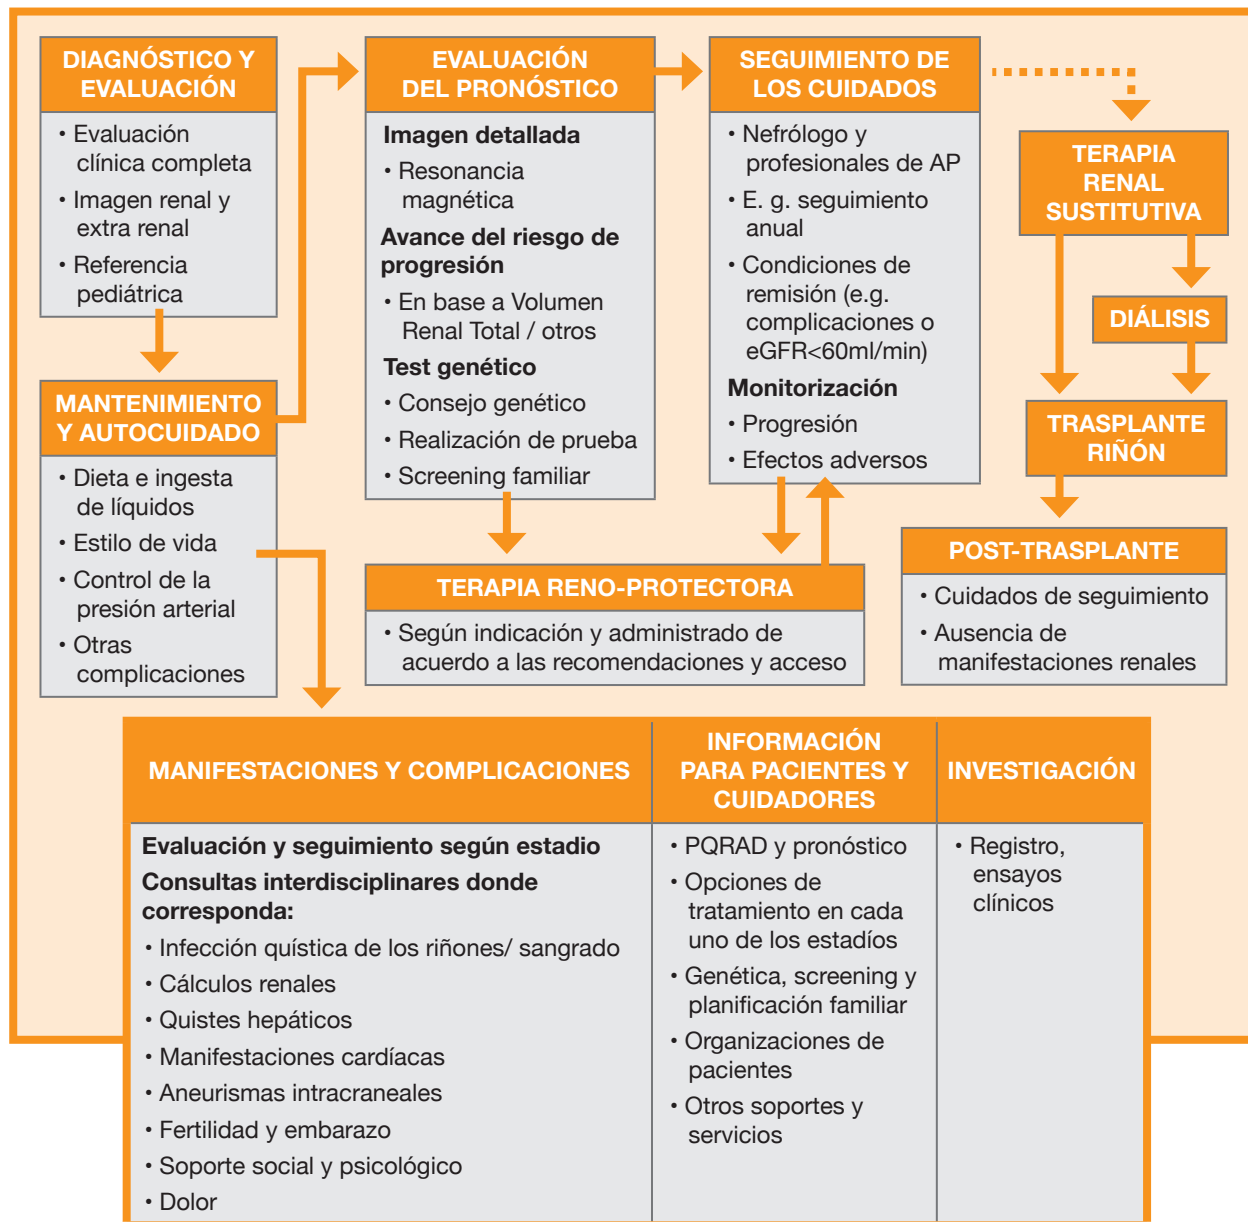 DIAGNÓSTICO Y
EVALUACIÓN
• Evaluación
clínica completa
• Imagen renal y
extra renal
• Referencia
pediátrica
MANTENIMIENTO
Y AUTOCUIDADO
• Dieta e ingesta
de líquidos
• Estilo de vida
• Control de la
presión arterial
• Otras
complicaciones
EVALUACIÓN
DEL PRONÓSTICO
Imagen detallada
• Resonancia
magnética
Avance del riesgo de
progresión
• En base a Volumen
Renal Total / otros
Test genético
• Consejo genético
• Realización de prueba
• Screening familiar
SEGUIMIENTO DE
LOS CUIDADOS
• Nefrólogo y
profesionales de AP
• E. g. seguimiento
anual
• Condiciones de
remisión (e.g.
complicaciones o
eGFR<60ml/min)
Monitorización
• Progresión
• Efectos adversos
TERAPIA RENO-PROTECTORA
• Según indicación y administrado de
acuerdo a las recomendaciones y acceso
TERAPIA
RENAL
SUSTITUTIVA
DIÁLISIS
TRASPLANTE
RIÑÓN
POST-TRASPLANTE
• Cuidados de seguimiento
• Ausencia de
manifestaciones renales
MANIFESTACIONES Y COMPLICACIONES
Evaluación y seguimiento según estadio
Consultas interdisciplinares donde
corresponda:
• Infección quística de los riñones/ sangrado
• Cálculos renales
• Quistes hepáticos
• Manifestaciones cardíacas
• Aneurismas intracraneales
• Fertilidad y embarazo
• Soporte social y psicológico
• Dolor
INFORMACIÓN
PARA PACIENTES Y
CUIDADORES
• PQRAD y pronóstico
• Opciones de
tratamiento en cada
uno de los estadíos
• Genética, screening y
planificación familiar
• Organizaciones de
pacientes
• Otros soportes y
servicios
INVESTIGACIÓN
• Registro,
ensayos
clínicos